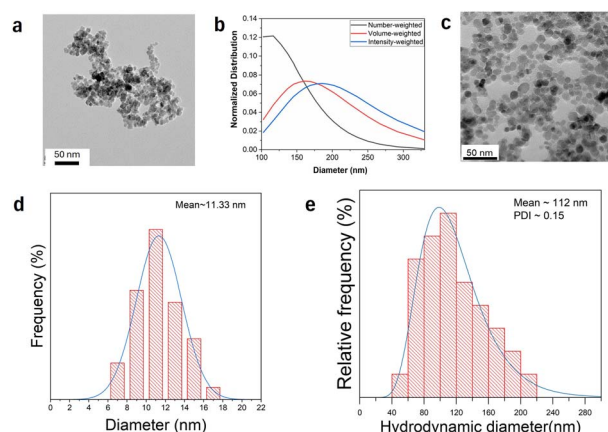 a
50 nm
b
Number-weighted
Volume-weighted
Intensity-weighted
Normalized Distribution
0.14
0.12
0.10
0.08
0.06
0.04
0.02
0.00
100 150 200 250 300
Diameter (nm)
c
50 nm
d
Mean~11.33 nm
Frequency (%)
0 2 4 6 8 10 12 14 16 18 20 22
Diameter (nm)
e
Mean ~ 112 nm
PDI ~ 0.15
Relative frequency (%)
0 40 80 120 160 200 240 280
Hydrodynamic diameter(nm)